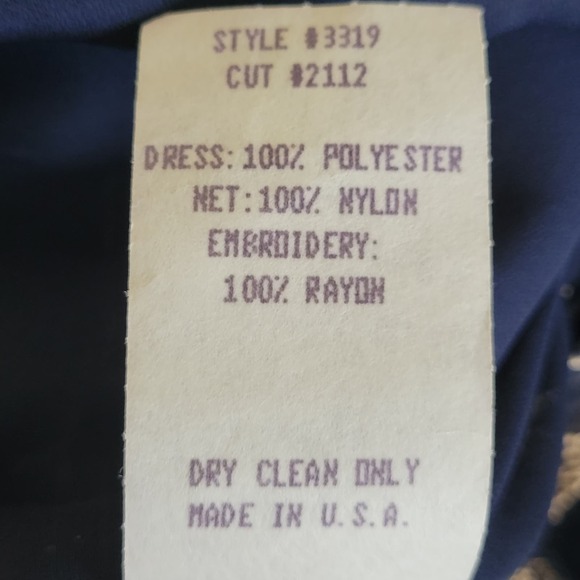 STYLE #3319
CUT #2112
DRESS: 100% POLYESTER
NET: 100% NYLON
EMBROIDERY:
100% RAYON
DRY CLEAN ONLY
MADE IN U.S.A.